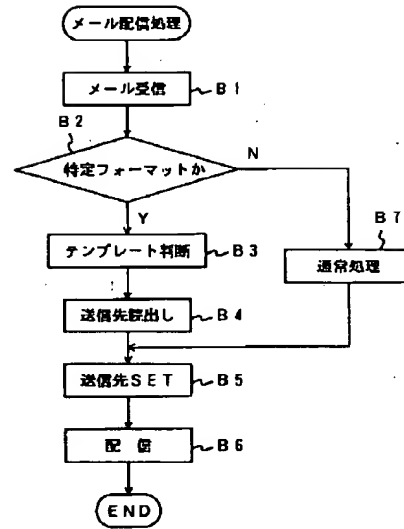 メール配信処理
メール受信
B1
B2
特定フォーマットか
N
Y
B7
テンプレート判断
B3
通常処理
送信先読出し
B4
送信先SET
B5
配信
B6
END